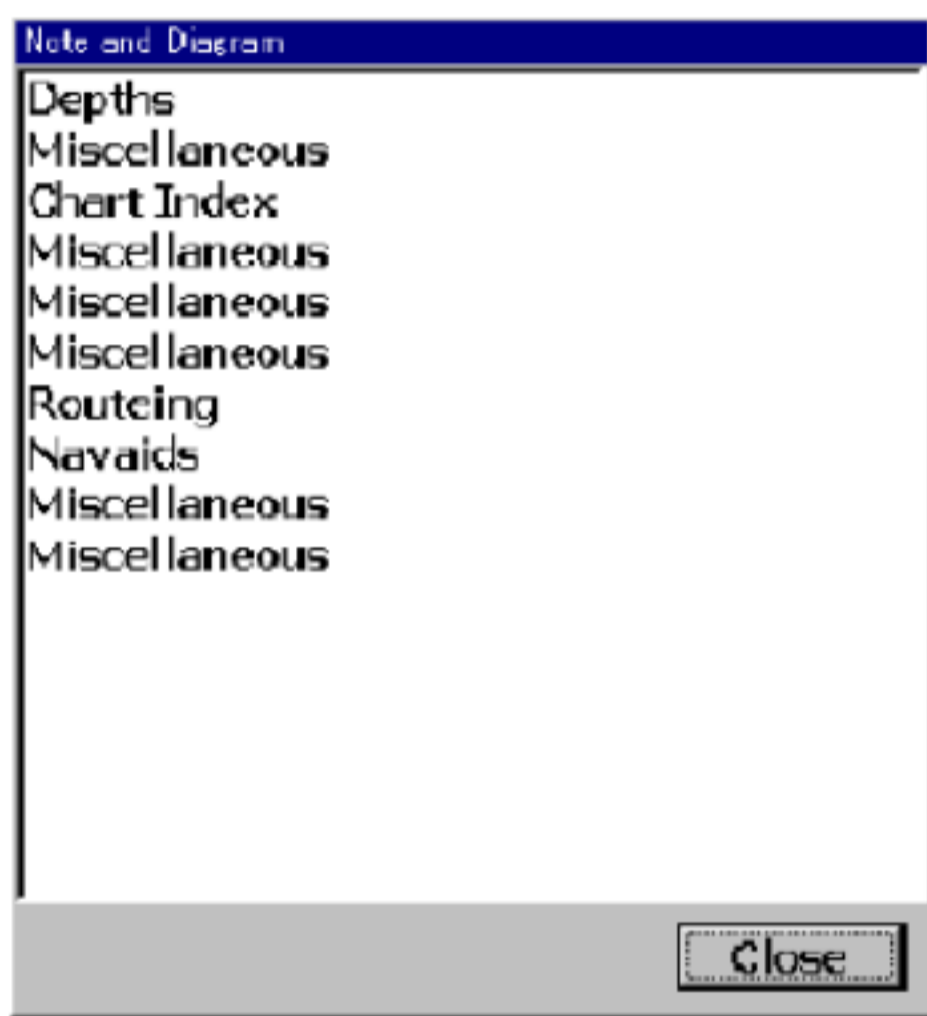 Note and Diagram
Depths
Miscellaneous
Chart Index
Miscellaneous
Miscellaneous
Miscellaneous
Routeing
Navaids
Miscellaneous
Miscellaneous
Close